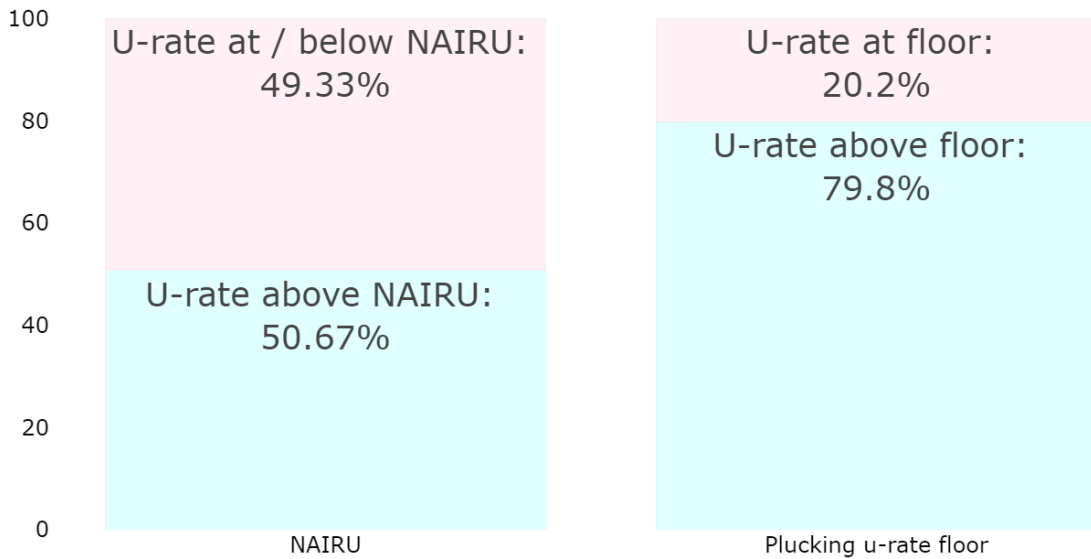 100
80
60
40
20
0
U-rate at / below NAIRU:
49.33%
U-rate above NAIRU:
50.67%
NAIRU
U-rate at floor:
20.2%
U-rate above floor:
79.8%
Plucking u-rate floor